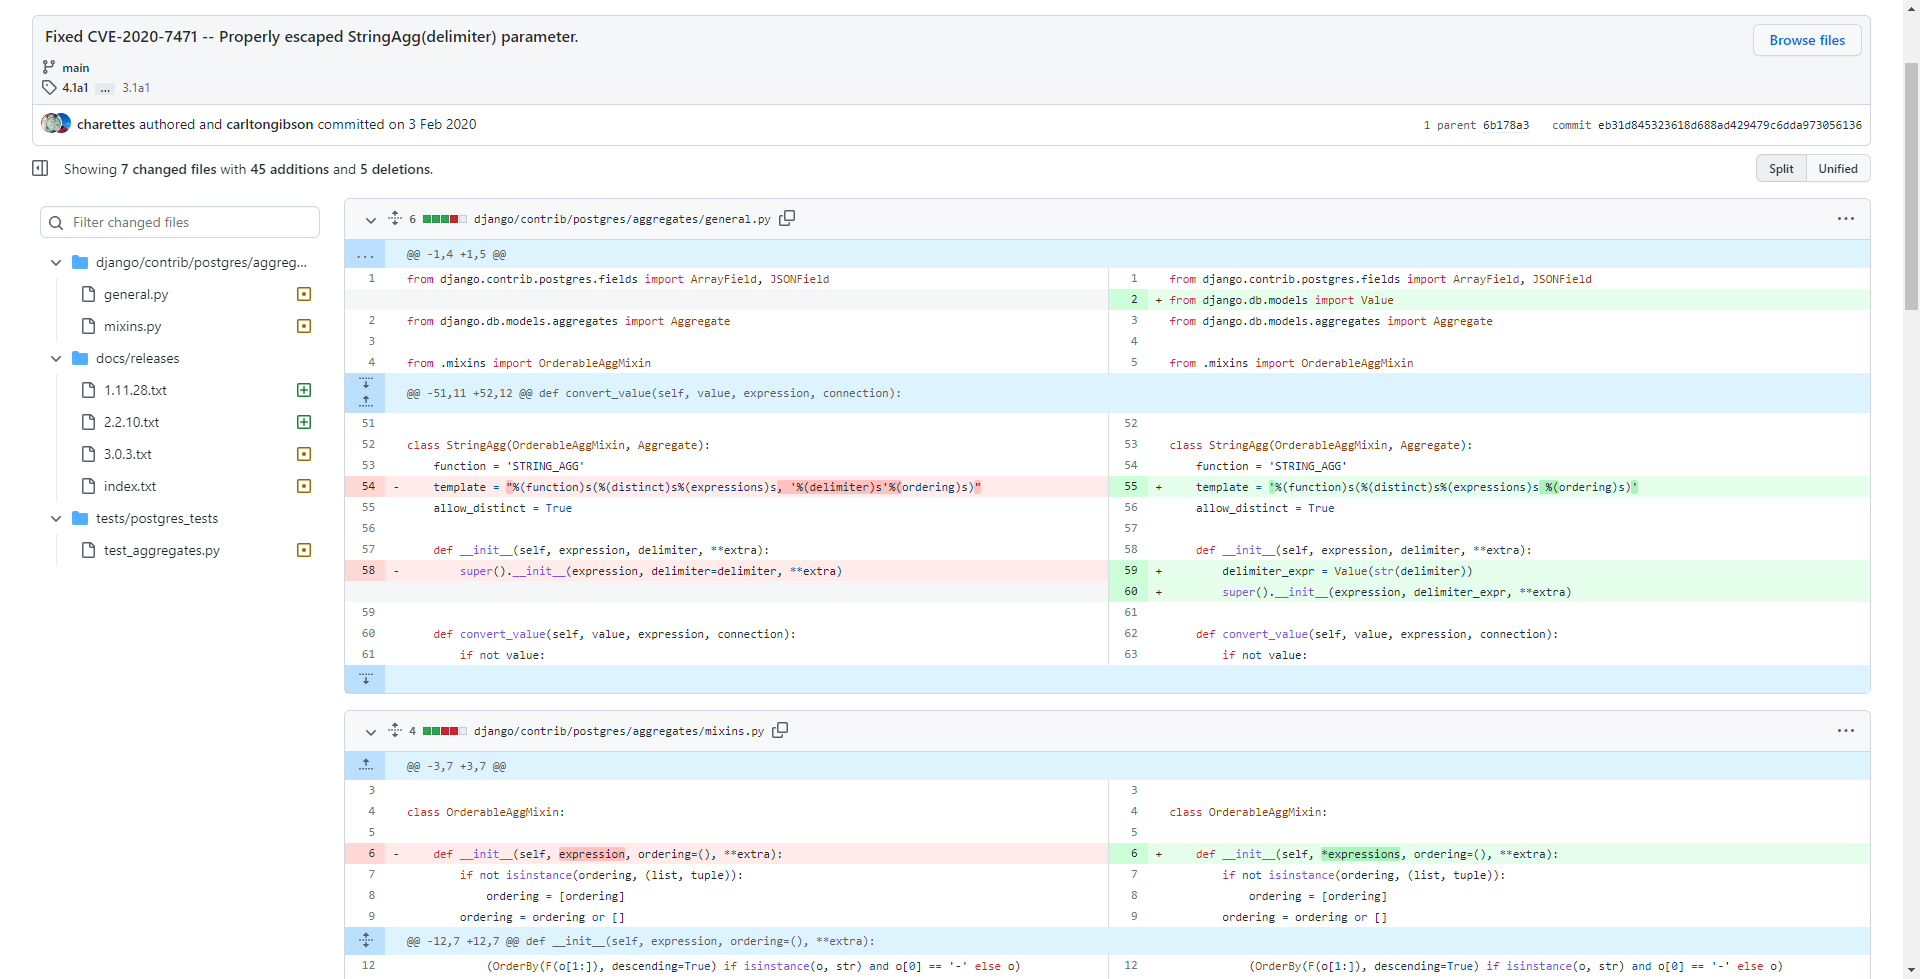 Fixed CVE-2020-7471 -- Properly escaped StringAgg(delimiter) parameter.
Browse files
main
4.1a1 ... 3.1a1
charettes authored and carltongibson committed on 3 Feb 2020
1 parent 6b178a3 commit eb31d845323618d688ad429479c6dda973056136
Showing 7 changed files with 45 additions and 5 deletions.
Split Unified
Filter changed files
django/contrib/postgres/aggreg...
general.py
mixins.py
docs/releases
1.11.28.txt
2.2.10.txt
3.0.3.txt
index.txt
tests/postgres_tests
test_aggregates.py
6 django/contrib/postgres/aggregates/general.py ...
... @@ -1,4 +1,5 @@
1 from django.contrib.postgres.fields import ArrayField, JSONField 1 from django.contrib.postgres.fields import ArrayField, JSONField
2 + from django.db.models import Value
2 from django.db.models.aggregates import Aggregate 3 from django.db.models.aggregates import Aggregate
3 4
4 from .mixins import OrderableAggMixin 5 from .mixins import OrderableAggMixin
@@ -51,11 +52,12 @@ def convert_value(self, value, expression, connection):
51 52
52 class StringAgg(OrderableAggMixin, Aggregate): 53 class StringAgg(OrderableAggMixin, Aggregate):
53 function = 'STRING_AGG' 54 function = 'STRING_AGG'
54 - template = "%(function)s(%(distinct)s%(expressions)s, '%(delimiter)s'%(ordering)s)" 55 + template = '%(function)s(%(distinct)s%(expressions)s %(ordering)s)'
55 allow_distinct = True 56 allow_distinct = True
56 57
57 def __init__(self, expression, delimiter, **extra): 58 def __init__(self, expression, delimiter, **extra):
58 - super().__init__(expression, delimiter=delimiter, **extra) 59 + delimiter_expr = Value(str(delimiter))
60 + super().__init__(expression, delimiter_expr, **extra)
59 61
60 def convert_value(self, value, expression, connection): 62 def convert_value(self, value, expression, connection):
61 if not value: 63 if not value:
4 django/contrib/postgres/aggregates/mixins.py ...
@@ -3,7 +3,7 @@
3 3
4 class OrderableAggMixin: 4 class OrderableAggMixin:
5 5
6 - def __init__(self, expression, ordering=(), **extra): 6 + def __init__(self, *expressions, ordering=(), **extra):
7 if not isinstance(ordering, (list, tuple)): 7 if not isinstance(ordering, (list, tuple)):
8 ordering = [ordering] 8 ordering = [ordering]
9 ordering = ordering or [] 9 ordering = ordering or []
@@ -12,7 +12,7 @@ def __init__(self, expression, ordering=(), **extra):
12 (OrderBy(F(o[1:]), descending=True) if isinstance(o, str) and o[0] == '-' else o) 12 (OrderBy(F(o[1:]), descending=True) if isinstance(o, str) and o[0] == '-' else o)